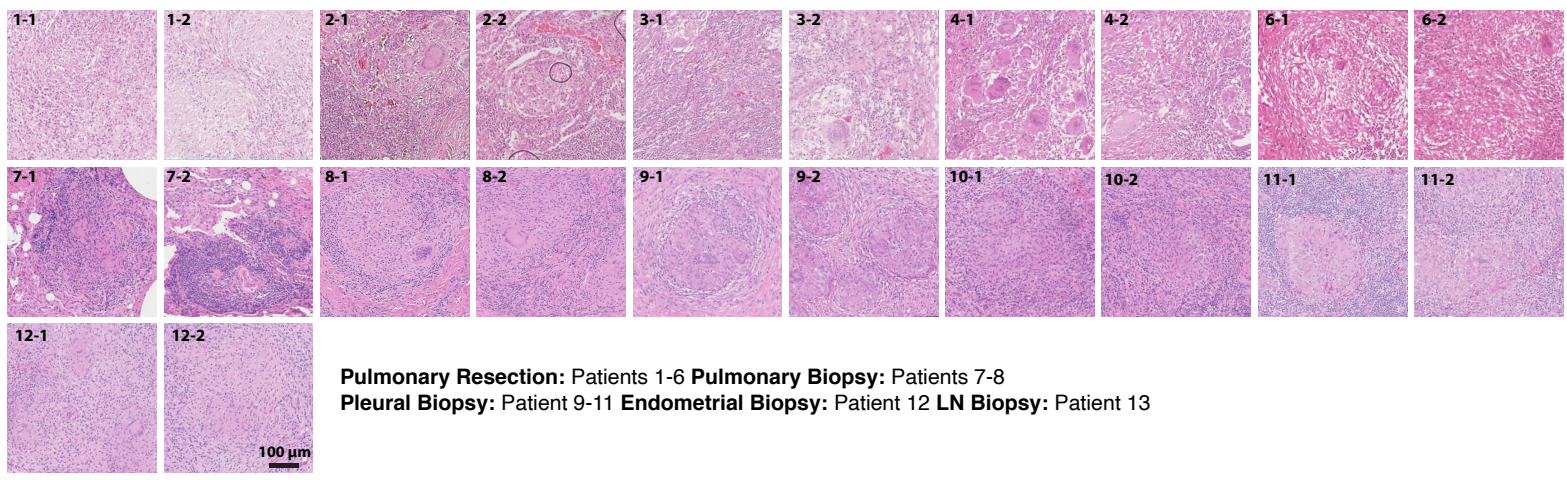 1-1 1-2 2-1 2-2 3-1 3-2 4-1 4-2 6-1 6-2
7-1 7-2 8-1 8-2 9-1 9-2 10-1 10-2 11-1 11-2
12-1 12-2
Pulmonary Resection: Patients 1-6 Pulmonary Biopsy: Patients 7-8
Pleural Biopsy: Patient 9-11 Endometrial Biopsy: Patient 12 LN Biopsy: Patient 13
100 µm